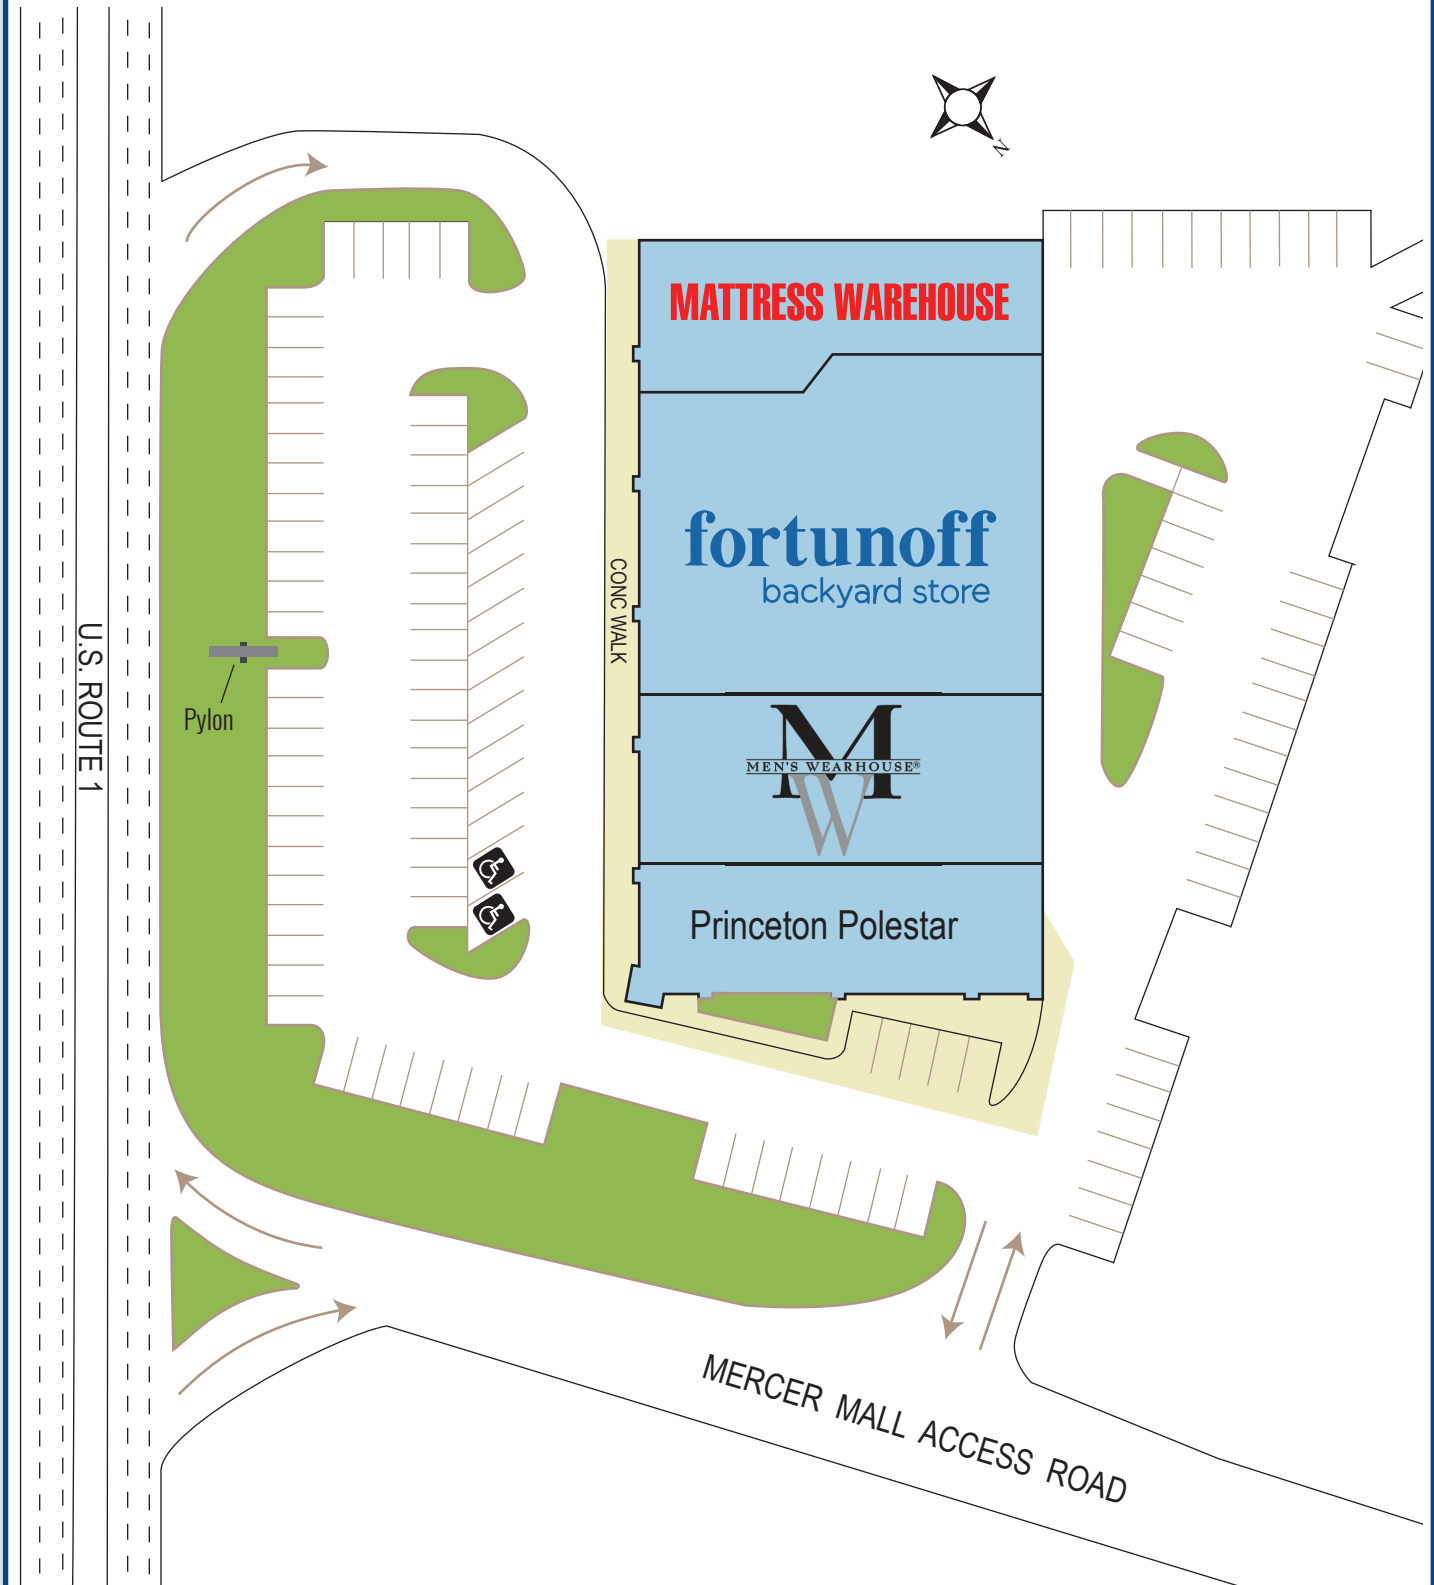 N
MATTRESS WAREHOUSE
fortunoff
backyard store
CONC WALK
U.S. ROUTE 1
Pylon
M
MEN'S WEARHOUSE®
W
Princeton Polestar
MERCER MALL ACCESS ROAD